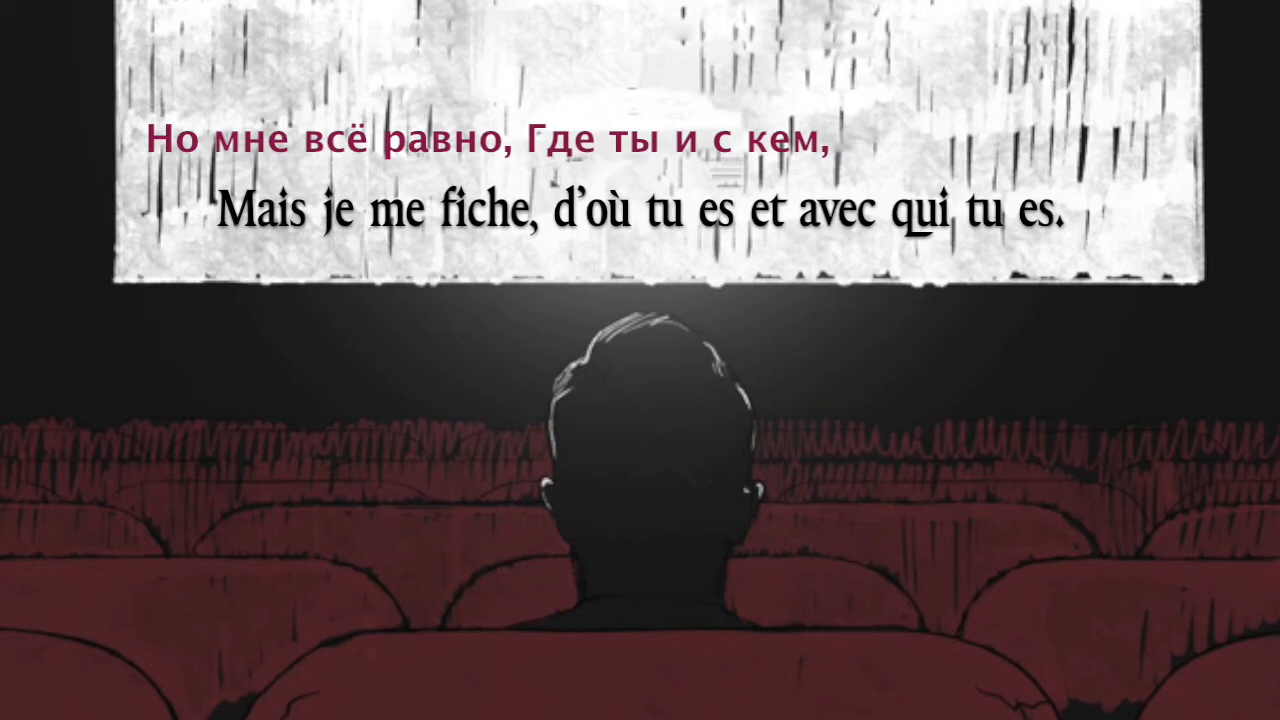 Но мне всё равно, Где ты и с кем,
Mais je me fiche, d'où tu es et avec qui tu es.